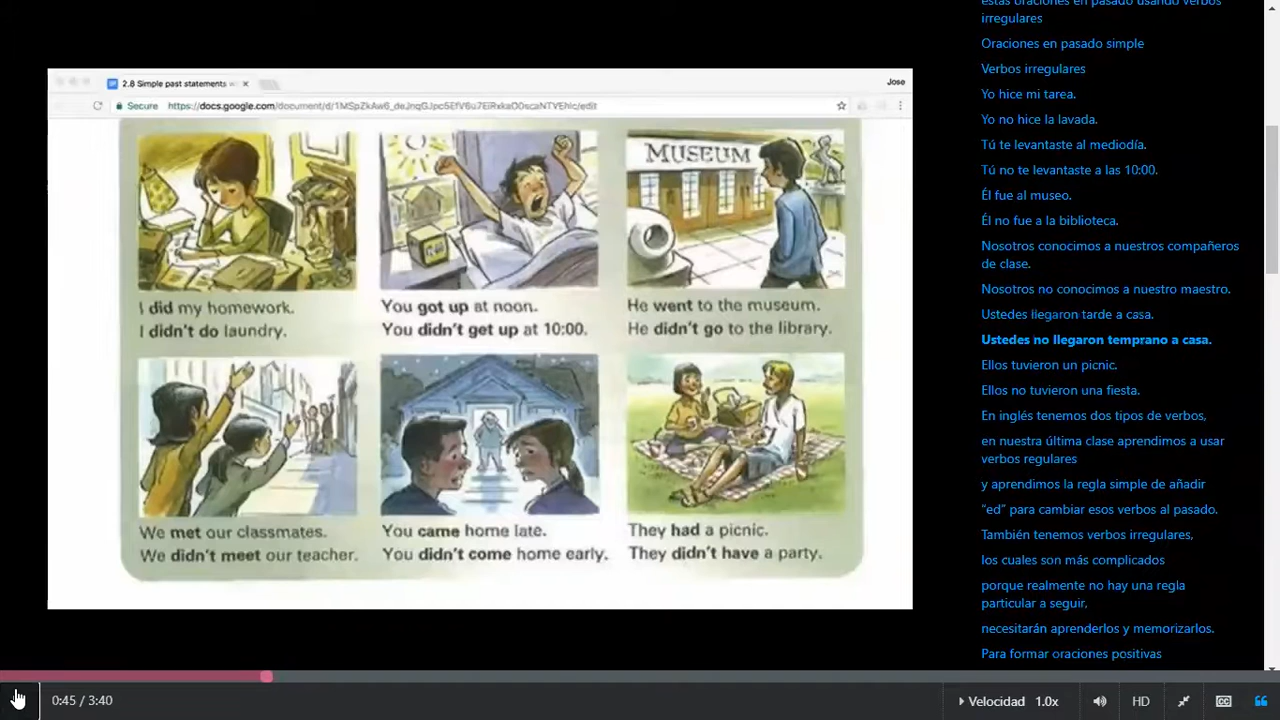 2.8 Simple past statements
Jose
Secure
MUSEUM
I did my homework.
I didn't do laundry.
You got up at noon.
You didn't get up at 10:00.
He went to the museum.
He didn't go to the library.
We met our classmates.
We didn't meet our teacher.
You came home late.
You didn't come home early.
They had a picnic.
They didn't have a party.
estas oraciones en pasado usando verbos
irregulares
Oraciones en pasado simple
Verbos irregulares
Yo hice mi tarea.
Yo no hice la lavada.
Tú te levantaste al mediodía.
Tú no te levantaste a las 10:00.
Él fue al museo.
Él no fue a la biblioteca.
Nosotros conocimos a nuestros compañeros
de clase.
Nosotros no conocimos a nuestro maestro.
Ustedes llegaron tarde a casa.
Ustedes no llegaron temprano a casa.
Ellos tuvieron un picnic.
Ellos no tuvieron una fiesta.
En inglés tenemos dos tipos de verbos,
en nuestra última clase aprendimos a usar
verbos regulares
y aprendimos la regla simple de añadir
“ed” para cambiar esos verbos al pasado.
También tenemos verbos irregulares,
los cuales son más complicados
porque realmente no hay una regla
particular a seguir,
necesitarán aprenderlos y memorizarlos.
Para formar oraciones positivas
0:45 / 3:40
Velocidad 1.0x
HD
CC